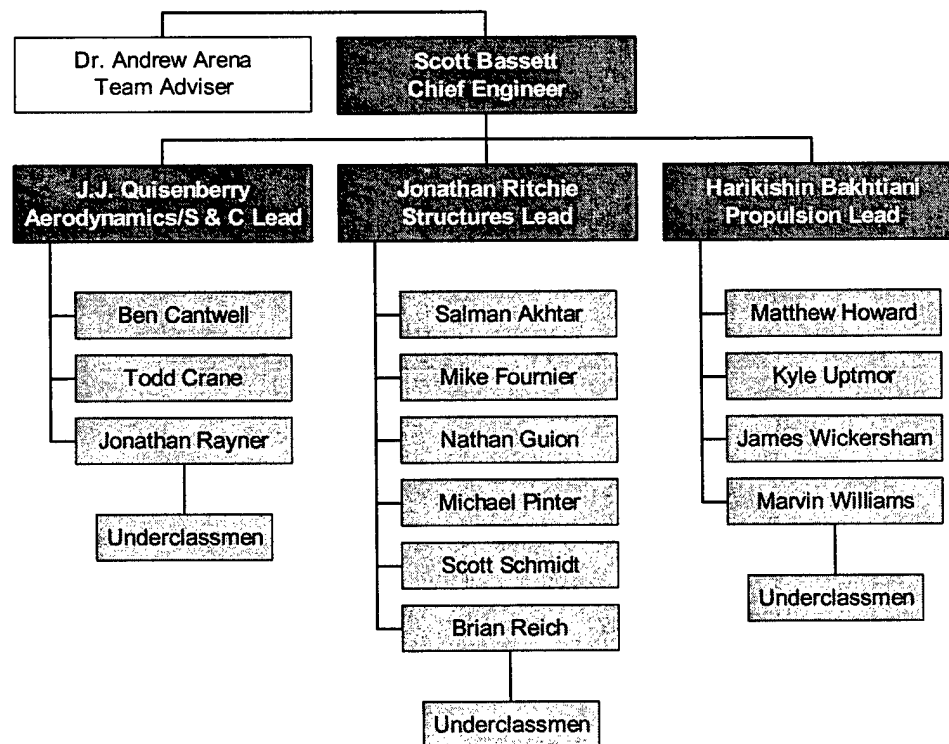 Dr. Andrew Arena
Team Adviser
Scott Bassett
Chief Engineer
J.J. Quisenberry
Aerodynamics/S & C Lead
Ben Cantwell
Todd Crane
Jonathan Rayner
Underclassmen
Jonathan Ritchie
Structures Lead
Salman Akhtar
Mike Fournier
Nathan Guion
Michael Pinter
Scott Schmidt
Brian Reich
Underclassmen
Harikishin Bakhtiani
Propulsion Lead
Matthew Howard
Kyle Uptmor
James Wickersham
Marvin Williams
Underclassmen